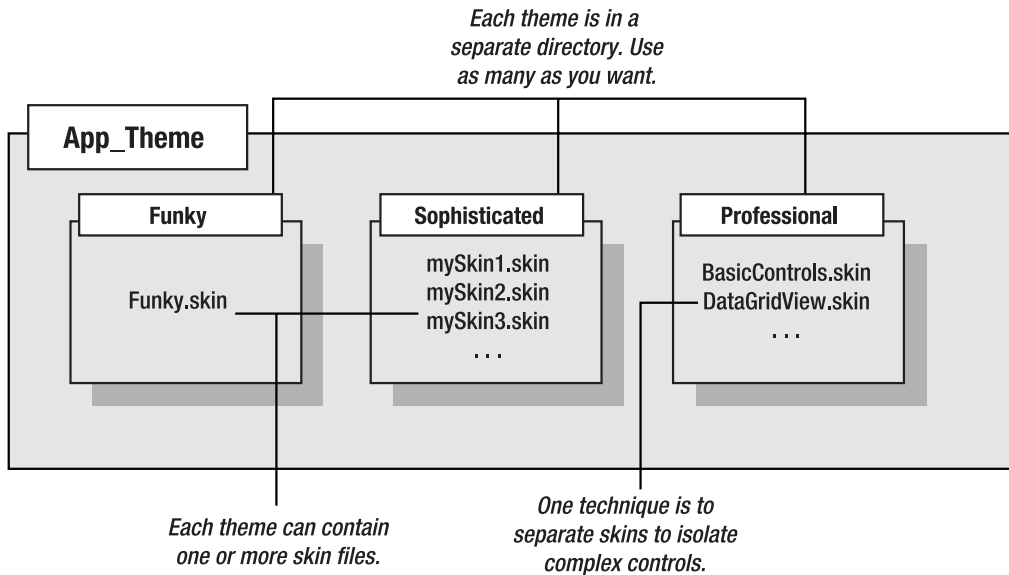 Each theme is in a
separate directory. Use
as many as you want.
App_Theme
Funky
Funky.skin
Sophisticated
mySkin1.skin
mySkin2.skin
mySkin3.skin
. . .
Professional
BasicControls.skin
DataGridView.skin
. . .
Each theme can contain
one or more skin files.
One technique is to
separate skins to isolate
complex controls.